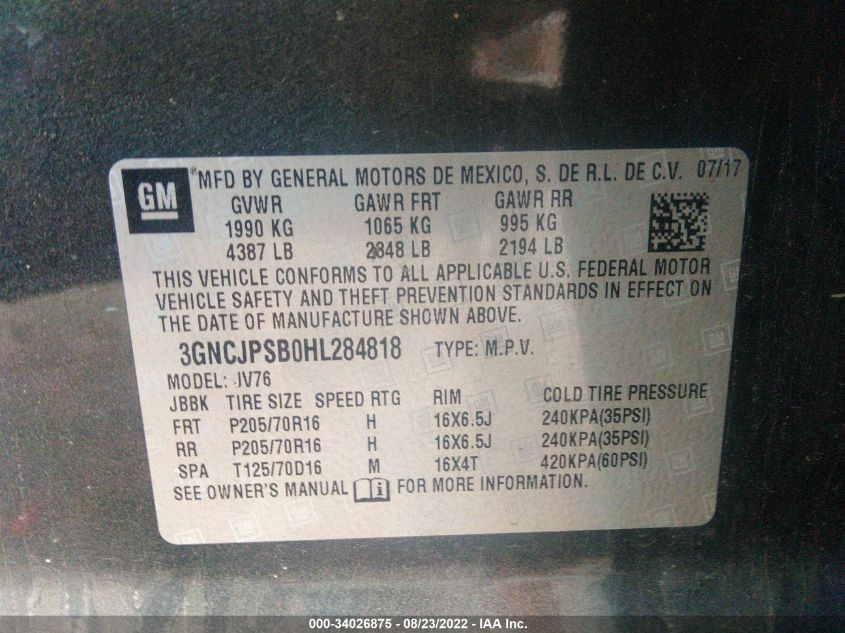 GM ® MFD BY GENERAL MOTORS DE MEXICO, S. DE R.L. DE C.V. 07/17
GVWR GAWR FRT GAWR RR
1990 KG 1065 KG 995 KG
4387 LB 2348 LB 2194 LB
THIS VEHICLE CONFORMS TO ALL APPLICABLE U.S. FEDERAL MOTOR
VEHICLE SAFETY AND THEFT PREVENTION STANDARDS IN EFFECT ON
THE DATE OF MANUFACTURE SHOWN ABOVE.
3GNCJPSB0HL284818 TYPE: M.P.V.
MODEL: JV76
JBBK TIRE SIZE SPEED RTG RIM COLD TIRE PRESSURE
FRT P205/70R16 H 16X6.5J 240KPA(35PSI)
RR P205/70R16 H 16X6.5J 240KPA(35PSI)
SPA T125/70D16 M 16X4T 420KPA(60PSI)
SEE OWNER'S MANUAL FOR MORE INFORMATION.
000-34026875 - 08/23/2022 - IAA Inc.